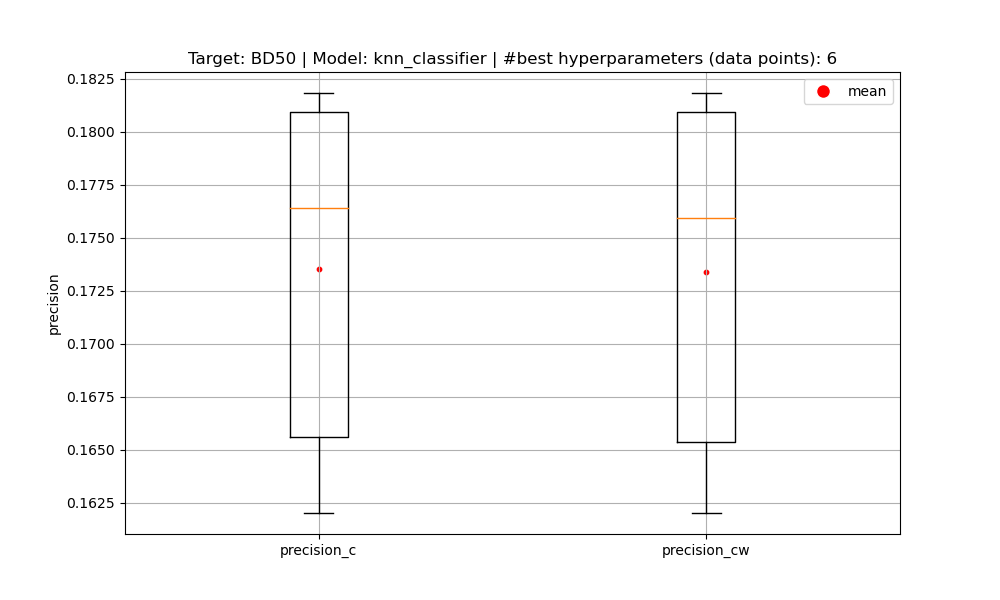 Target: BD50 | Model: knn_classifier | #best hyperparameters (data points): 6
mean
precision
0.1825
0.1800
0.1775
0.1750
0.1725
0.1700
0.1675
0.1650
0.1625
precision_c
precision_cw